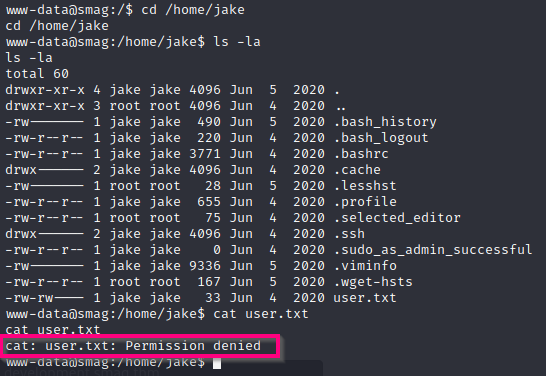 www-data@smag:/$ cd /home/jake
cd /home/jake
www-data@smag:/home/jake$ ls -la
ls -la
total 60
drwxr-xr-x 4 jake jake 4096 Jun  5  2020 .
drwxr-xr-x 3 root root 4096 Jun  4  2020 ..
-rw------- 1 jake jake  490 Jun  5  2020 .bash_history
-rw-r--r-- 1 jake jake  220 Jun  4  2020 .bash_logout
-rw-r--r-- 1 jake jake 3771 Jun  4  2020 .bashrc
drwx------ 2 jake jake 4096 Jun  4  2020 .cache
-rw------- 1 root root   28 Jun  5  2020 .lesshst
-rw-r--r-- 1 jake jake  655 Jun  4  2020 .profile
-rw-r--r-- 1 root root   75 Jun  4  2020 .selected_editor
drwx------ 2 jake jake 4096 Jun  4  2020 .ssh
-rw-r--r-- 1 jake jake    0 Jun  4  2020 .sudo_as_admin_successful
-rw------- 1 jake jake 9336 Jun  5  2020 .viminfo
-rw-r--r-- 1 root root  167 Jun  5  2020 .wget-hsts
-rw-rw---- 1 jake jake   33 Jun  4  2020 user.txt
www-data@smag:/home/jake$ cat user.txt
cat user.txt
cat: user.txt: Permission denied
www-data@smag:/home/jake$